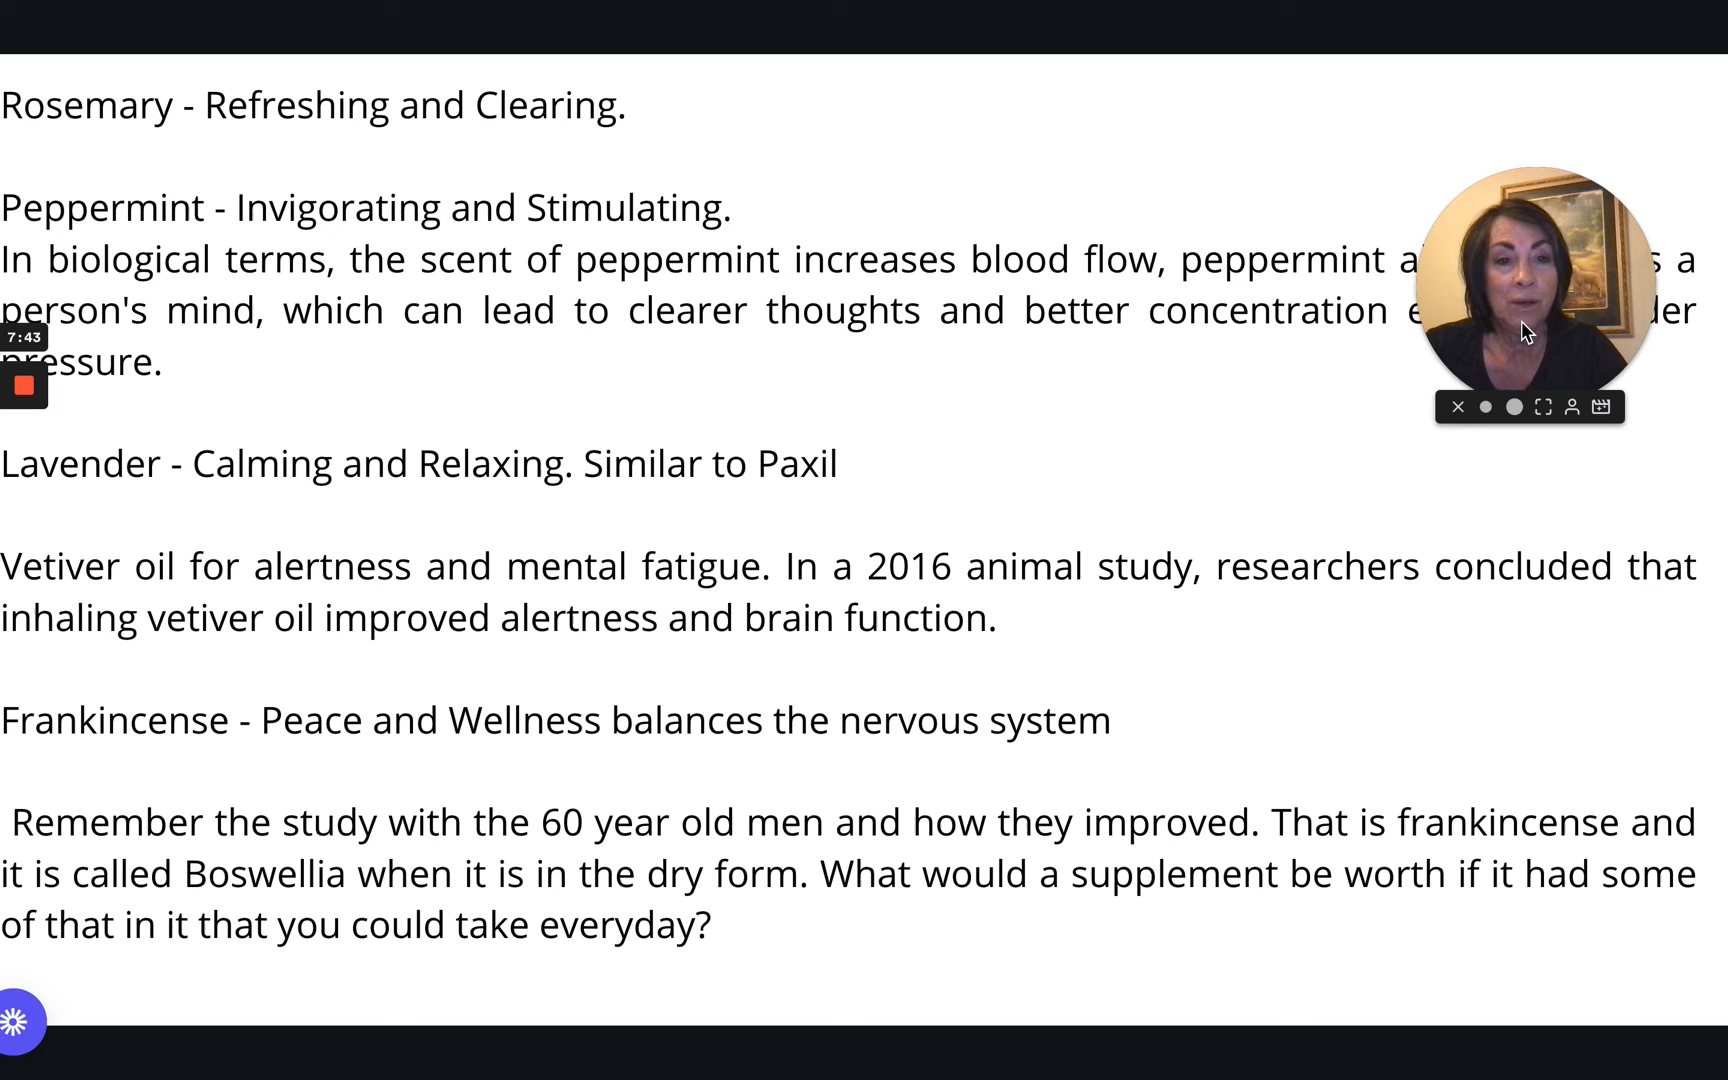 Rosemary - Refreshing and Clearing.
Peppermint - Invigorating and Stimulating.
In biological terms, the scent of peppermint increases blood flow, peppermint a
person's mind, which can lead to clearer thoughts and better concentration
pressure.
7:43
Lavender - Calming and Relaxing. Similar to Paxil
Vetiver oil for alertness and mental fatigue. In a 2016 animal study, researchers concluded that
inhaling vetiver oil improved alertness and brain function.
Frankincense - Peace and Wellness balances the nervous system
Remember the study with the 60 year old men and how they improved. That is frankincense and
it is called Boswellia when it is in the dry form. What would a supplement be worth if it had some
of that in it that you could take everyday?